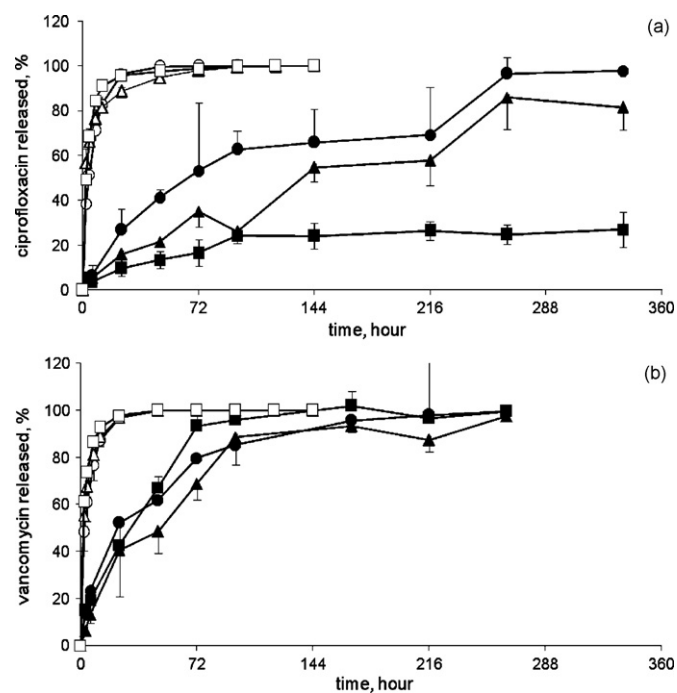 (a)
ciprofloxacin released, %
120
100
80
60
40
20
0
0 72 144 216 288 360
time, hour
(b)
vancomycin released, %
120
100
80
60
40
20
0
0 72 144 216 288 360
time, hour